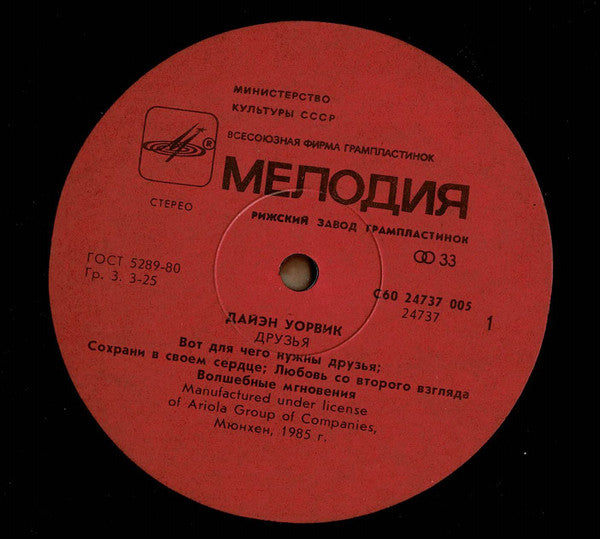 МИНИСТЕРСТВО
КУЛЬТУРЫ СССР
ВСЕСОЮЗНАЯ ФИРМА ГРАМПЛАСТИНОК
®
МЕЛОДИЯ
СТЕРЕО
РИЖСКИЙ ЗАВОД ГРАМПЛАСТИНОК
33
ГОСТ 5289-80
Гр. 3. 3-25
С60 24737 005
24737
1
ДАЙЭН УОРВИК
ДРУЗЬЯ
Вот для чего нужны друзья;
Сохрани в своем сердце; Любовь со второго взгляда
Волшебные мгновения
Manufactured under license
of Ariola Group of Companies,
Мюнхен, 1985 г.